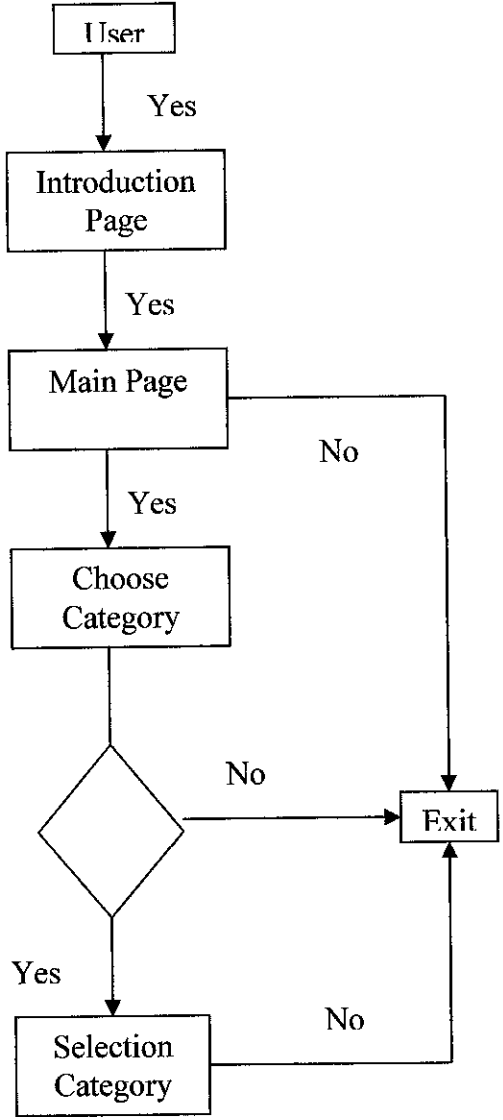 User
Yes
Introduction
Page
Yes
Main Page
No
Yes
Choose
Category
No
Exit
Yes
No
Selection
Category